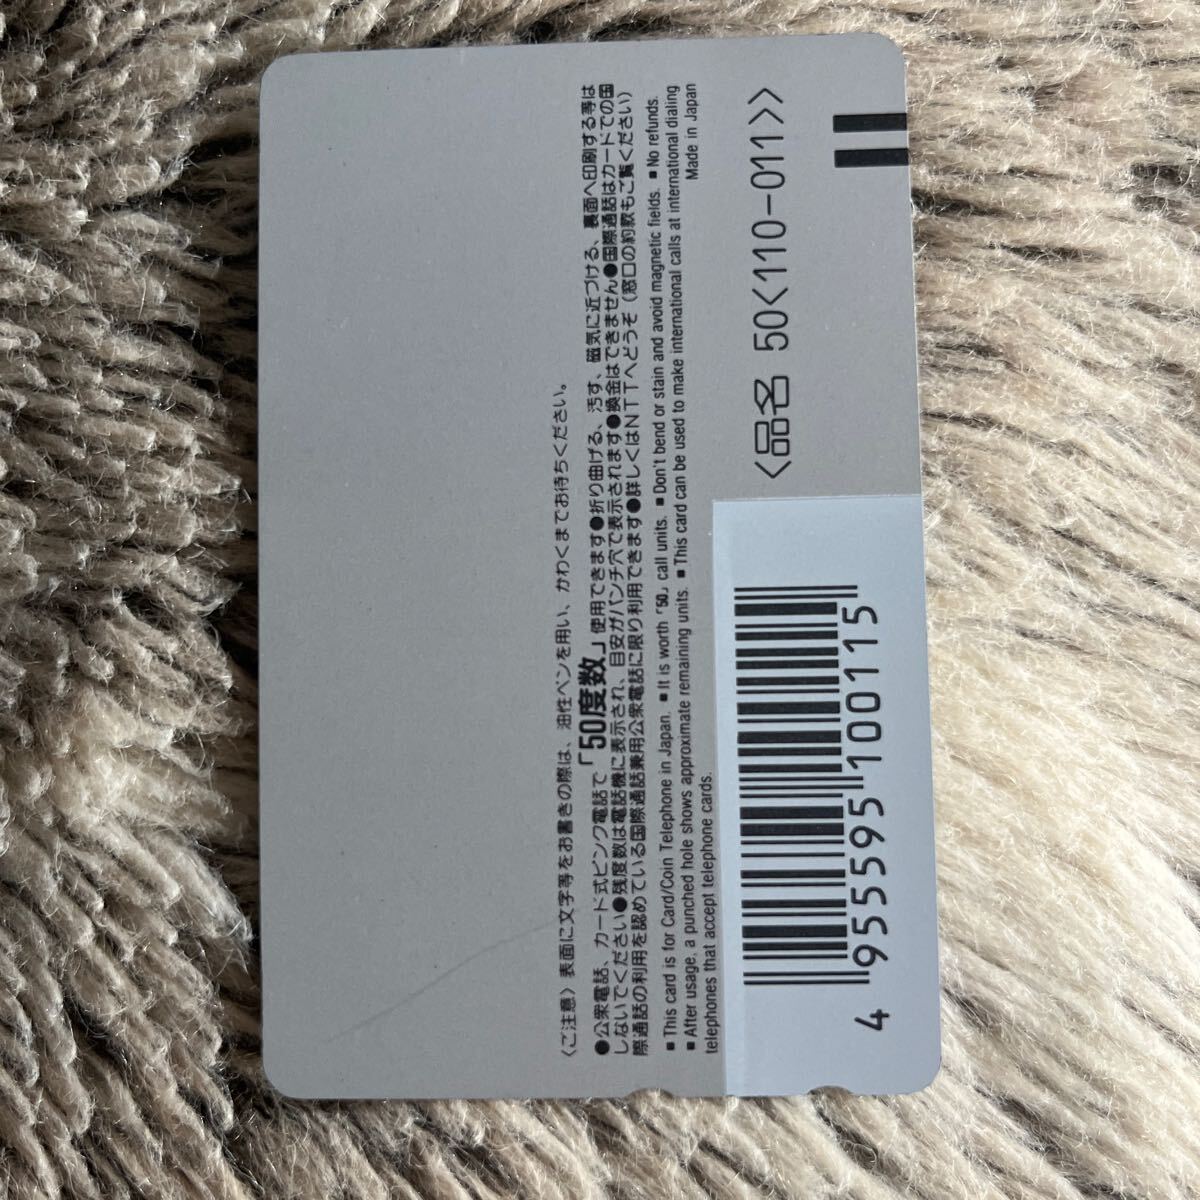 〈ご注意〉表面に文字等をお書きの際は、油性ペンを用い、かわくまでお待ちください。
●公衆電話、カード式ピンク電話で「50度数」使用できます●折り曲げる、汚す、磁気に近づける、裏面へ印刷する等は
しないでください●残度数は電話機に表示され、目安がパンチ穴で表示されます●換金はできません●国際通話はカードでの国
際通話の利用を認めている国際通話兼用公衆電話に限り利用できます●詳しくはNTTへどうぞ(窓口の約款もご覧ください)
■This card is for Card/Coin Telephone in Japan. ■It is worth「50」call units. ■Don't bend or stain and avoid magnetic fields. ■No refunds.
■After usage, a punched hole shows approximate remaining units. ■This card can be used to make international calls at international dialing
telephones that accept telephone cards.
Made in Japan
<品名 50<110-011>>
4 955595 100115